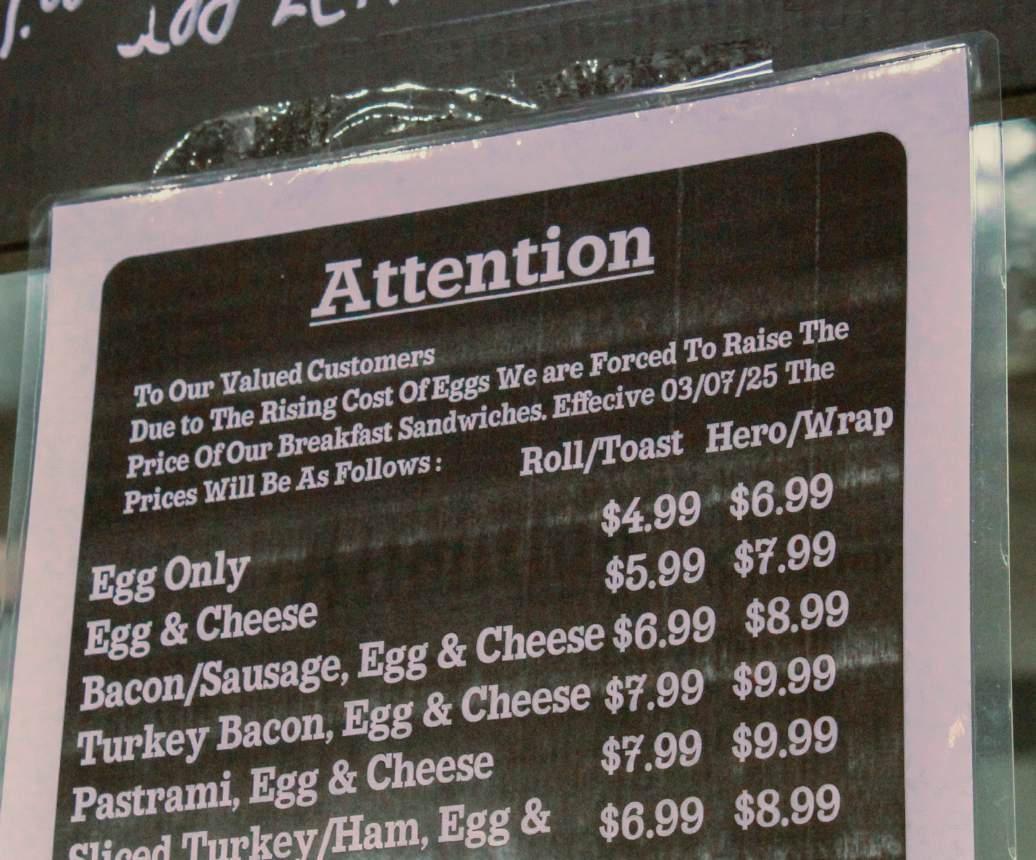 Attention
To Our Valued Customers
Due to The Rising Cost Of Eggs We are Forced To Raise The
Price Of Our Breakfast Sandwiches. Effecive 03/07/25 The
Prices Will Be As Follows :
Roll/Toast Hero/Wrap
Egg Only $4.99 $6.99
Egg & Cheese $5.99 $7.99
Bacon/Sausage, Egg & Cheese $6.99 $8.99
Turkey Bacon, Egg & Cheese $7.99 $9.99
Pastrami, Egg & Cheese $7.99 $9.99
Sliced Turkey/Ham, Egg & $6.99 $8.99